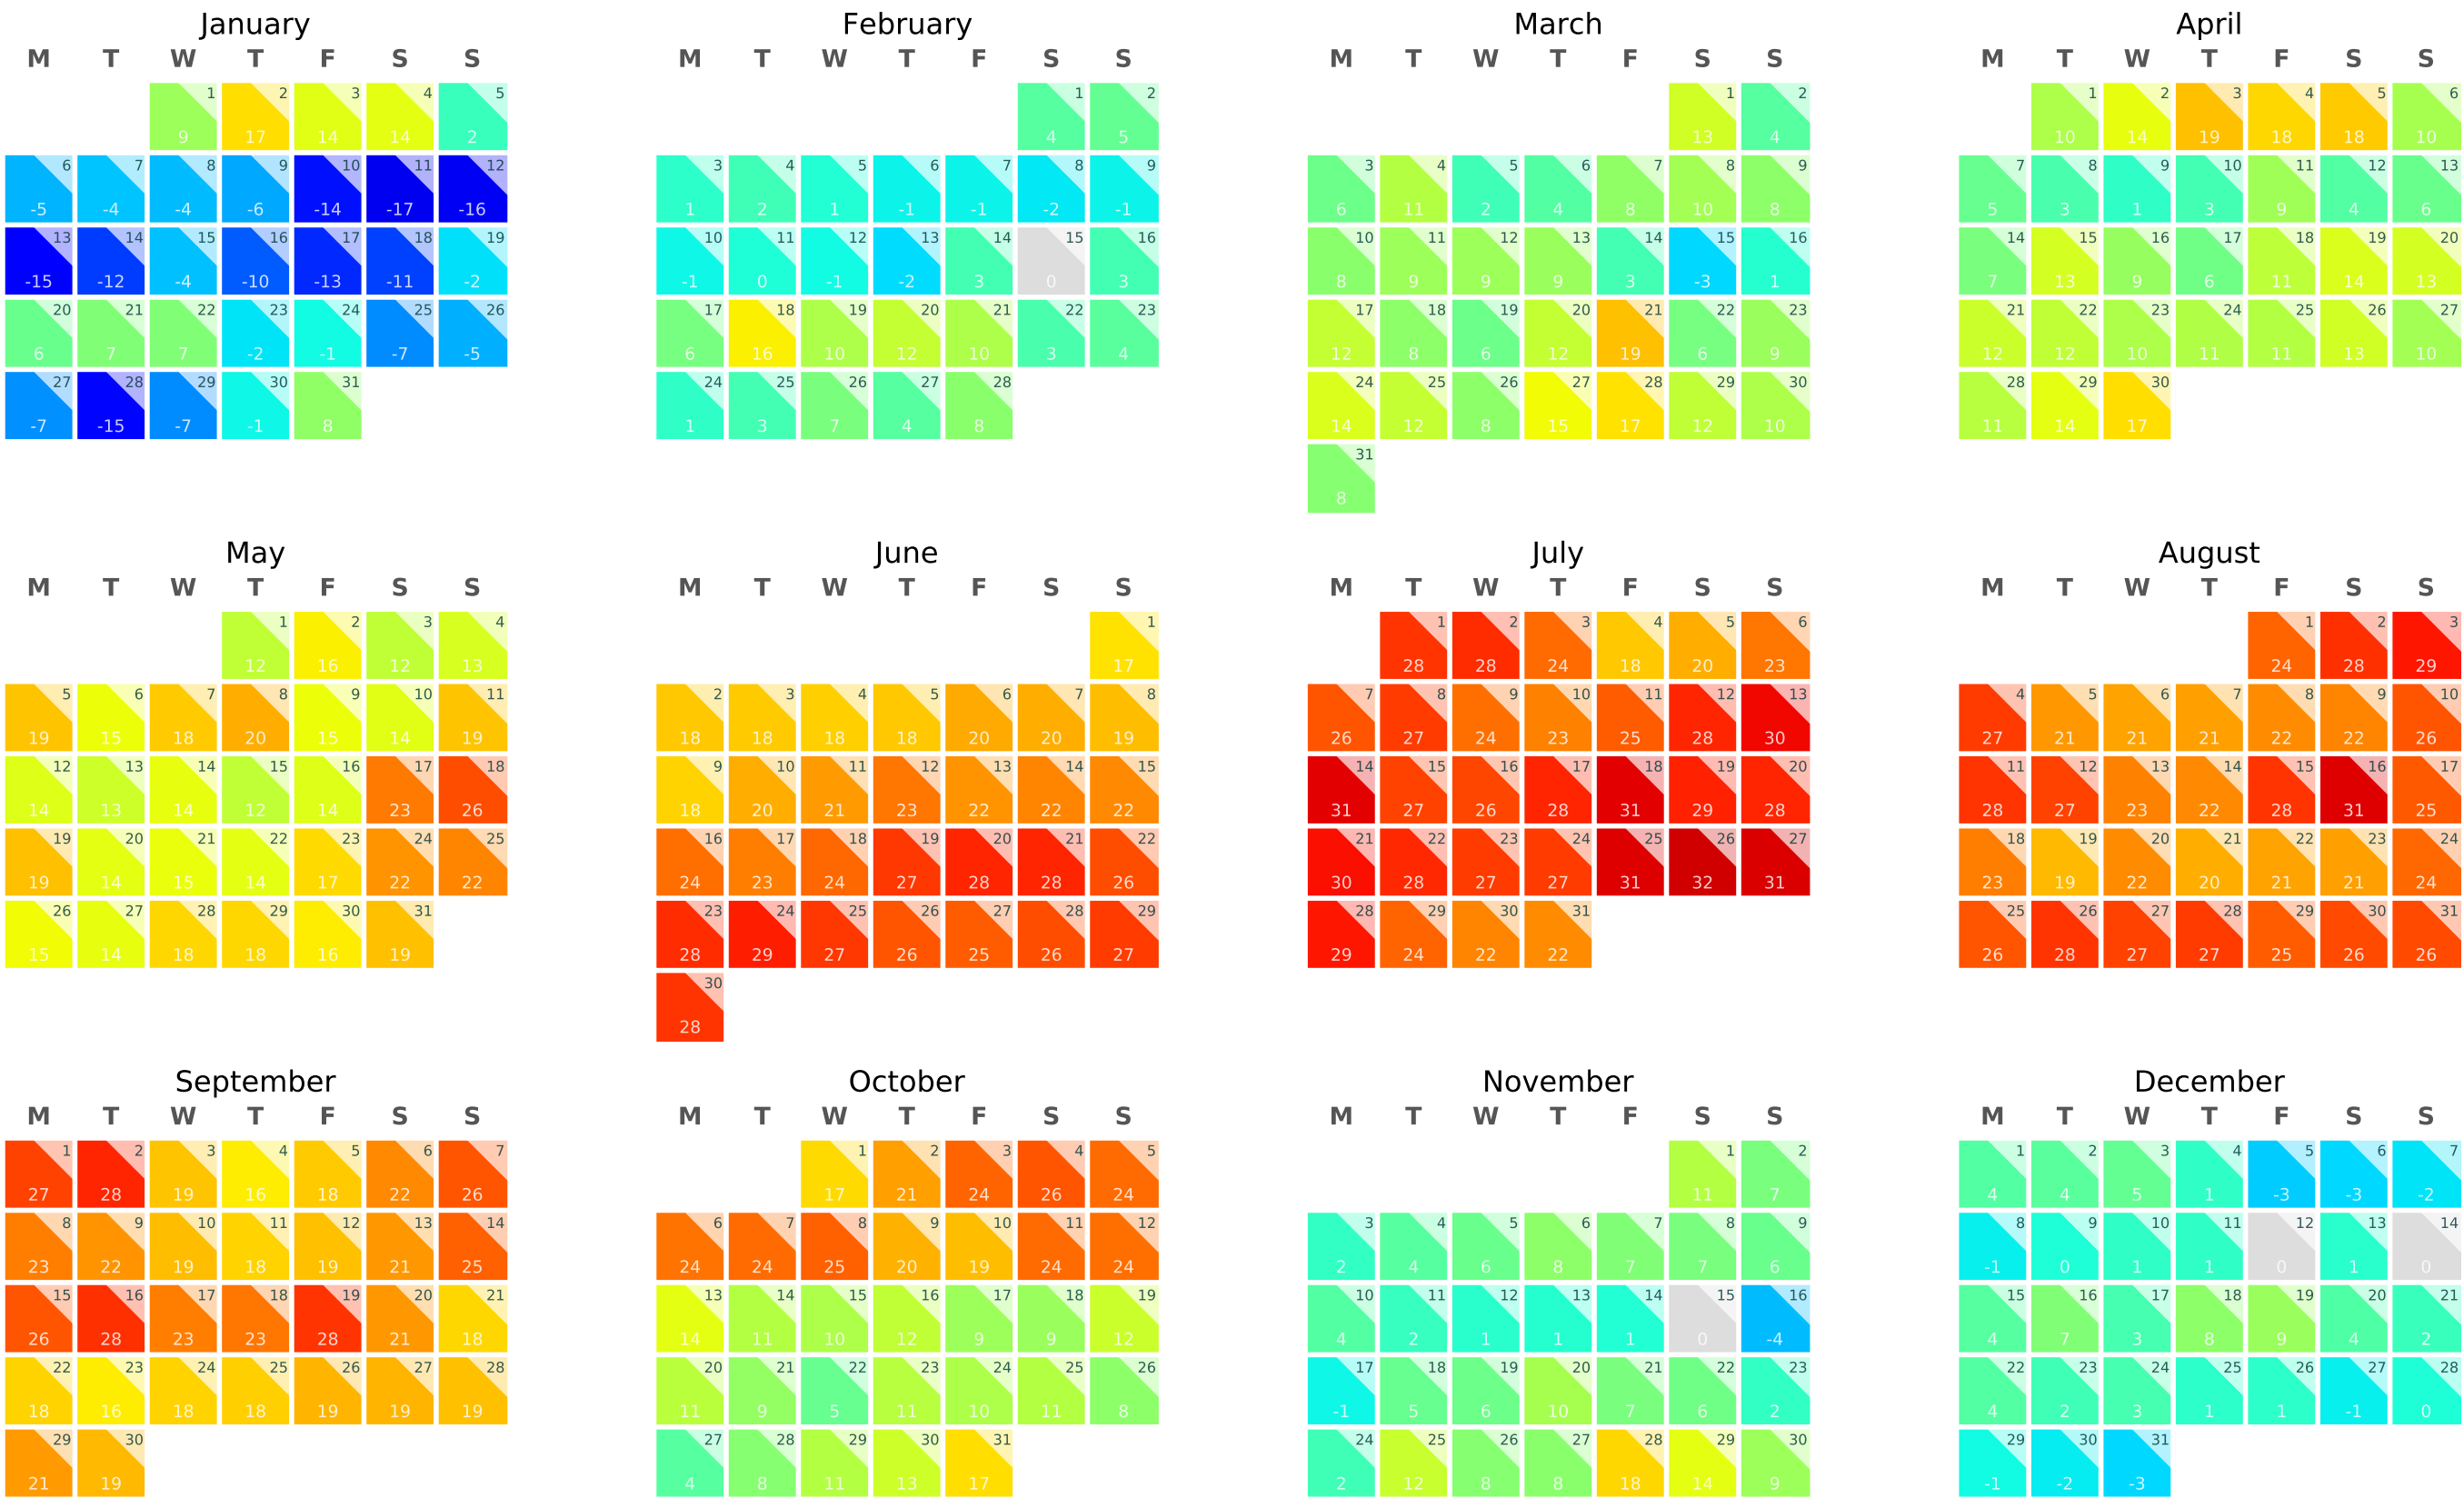 January February March April
M T W T F S S M T W T F S S M T W T F S S M T W T F S S
1 2 3 4 5 1 2 1 2 1 2 3 4 5 6
9 17 14 14 2 4 5 13 4 10 14 19 18 18 10
6 7 8 9 10 11 12 3 4 5 6 7 8 9 3 4 5 6 7 8 9 7 8 9 10 11 12 13
-5 -4 -4 -6 -14 -17 -16 1 2 1 -1 -1 -2 -1 6 11 2 4 8 10 8 5 3 1 3 9 4 6
13 14 15 16 17 18 19 10 11 12 13 14 15 16 10 11 12 13 14 15 16 14 15 16 17 18 19 20
-15 -12 -4 -10 -13 -11 -2 -1 0 -1 -2 3 0 3 8 9 9 9 3 -3 1 7 13 9 6 11 14 13
20 21 22 23 24 25 26 17 18 19 20 21 22 23 17 18 19 20 21 22 23 21 22 23 24 25 26 27
6 7 7 -2 -1 -7 -5 6 16 10 12 10 3 4 12 8 6 12 19 6 9 12 12 10 11 11 13 10
27 28 29 30 31 24 25 26 27 28 24 25 26 27 28 29 30 28 29 30
-7 -15 -7 -1 8 1 3 7 4 8 14 12 8 15 17 12 10 11 14 17
31
8
May June July August
M T W T F S S M T W T F S S M T W T F S S M T W T F S S
1 2 3 4 1 1 2 3 4 5 6 1 2 3
12 16 12 13 17 28 28 24 18 20 23 24 28 29
5 6 7 8 9 10 11 2 3 4 5 6 7 8 7 8 9 10 11 12 13 4 5 6 7 8 9 10
19 15 18 20 15 14 19 18 18 18 18 20 20 19 26 27 24 23 25 28 30 27 21 21 21 22 22 26
12 13 14 15 16 17 18 9 10 11 12 13 14 15 14 15 16 17 18 19 20 11 12 13 14 15 16 17
14 13 14 12 14 23 26 18 20 21 23 22 22 22 31 27 26 28 31 29 28 28 27 23 22 28 31 25
19 20 21 22 23 24 25 16 17 18 19 20 21 22 21 22 23 24 25 26 27 18 19 20 21 22 23 24
19 14 15 14 17 22 22 24 23 24 27 28 28 26 30 28 27 27 31 32 31 23 19 22 20 21 21 24
26 27 28 29 30 31 23 24 25 26 27 28 29 28 29 30 31 25 26 27 28 29 30 31
15 14 18 18 16 19 28 29 27 26 25 26 27 29 24 22 22 26 28 27 27 25 26 26
30
28
September October November December
M T W T F S S M T W T F S S M T W T F S S M T W T F S S
1 2 3 4 5 6 7 1 2 3 4 5 1 2 1 2 3 4 5 6 7
27 28 19 16 18 22 26 17 21 24 26 24 11 7 4 4 5 1 -3 -3 -2
8 9 10 11 12 13 14 6 7 8 9 10 11 12 3 4 5 6 7 8 9 8 9 10 11 12 13 14
23 22 19 18 19 21 25 24 24 25 20 19 24 24 2 4 6 8 7 7 6 -1 0 1 1 0 1 0
15 16 17 18 19 20 21 13 14 15 16 17 18 19 10 11 12 13 14 15 16 15 16 17 18 19 20 21
26 28 23 23 28 21 18 14 11 10 12 9 9 12 4 2 1 1 1 0 -4 4 7 3 8 9 4 2
22 23 24 25 26 27 28 20 21 22 23 24 25 26 17 18 19 20 21 22 23 22 23 24 25 26 27 28
18 16 18 18 19 19 19 11 9 5 11 10 11 8 -1 5 6 10 7 6 2 4 2 3 1 1 -1 0
29 30 27 28 29 30 31 24 25 26 27 28 29 30 29 30 31
21 19 4 8 11 13 17 2 12 8 8 18 14 9 -1 -2 -3